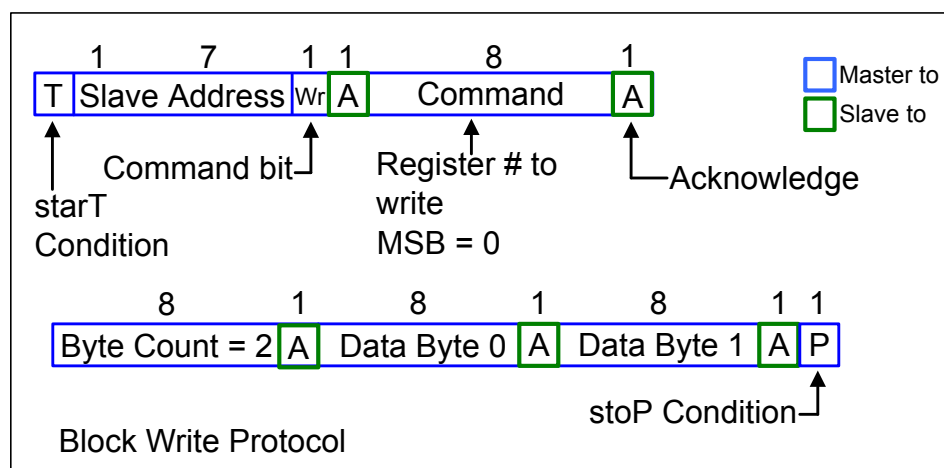 1 7 1 1 8 1
T Slave Address Wr A Command A
Master to
Slave to
Command bit
Register # to
write
MSB = 0
Acknowledge
starT
Condition
8 1 8 1 8 1 1
Byte Count = 2 A Data Byte 0 A Data Byte 1 A P
stoP Condition
Block Write Protocol